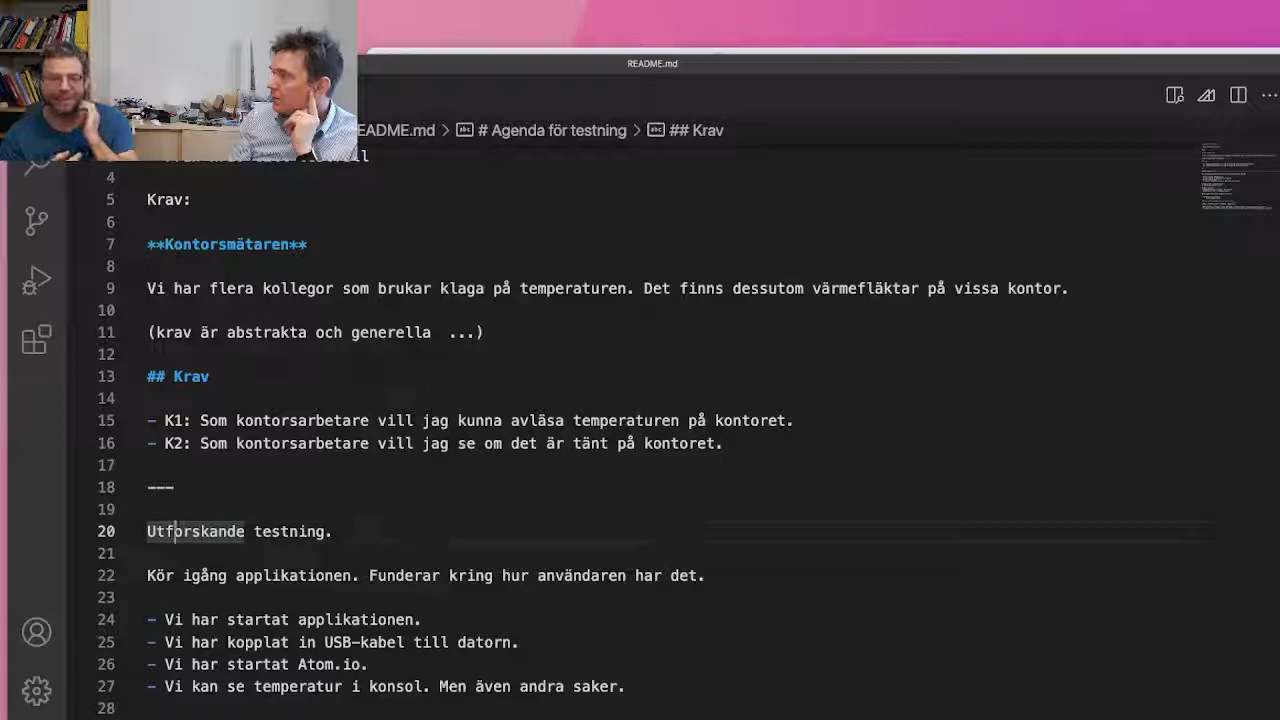 README.md
EADME.md > # Agenda för testning > ## Krav
4
5 Krav:
6
7 **Kontorsmätaren**
8
9 Vi har flera kollegor som brukar klaga på temperaturen. Det finns dessutom värmefläktar på vissa kontor.
10
11 (krav är abstrakta och generella ...)
12
13 ## Krav
14
15 - K1: Som kontorsarbetare vill jag kunna avläsa temperaturen på kontoret.
16 - K2: Som kontorsarbetare vill jag se om det är tänt på kontoret.
17
18 ---
19
20 Utforskande testning.
21
22 Kör igång applikationen. Funderar kring hur användaren har det.
23
24 - Vi har startat applikationen.
25 - Vi har kopplat in USB-kabel till datorn.
26 - Vi har startat Atom.io.
27 - Vi kan se temperatur i konsol. Men även andra saker.
28